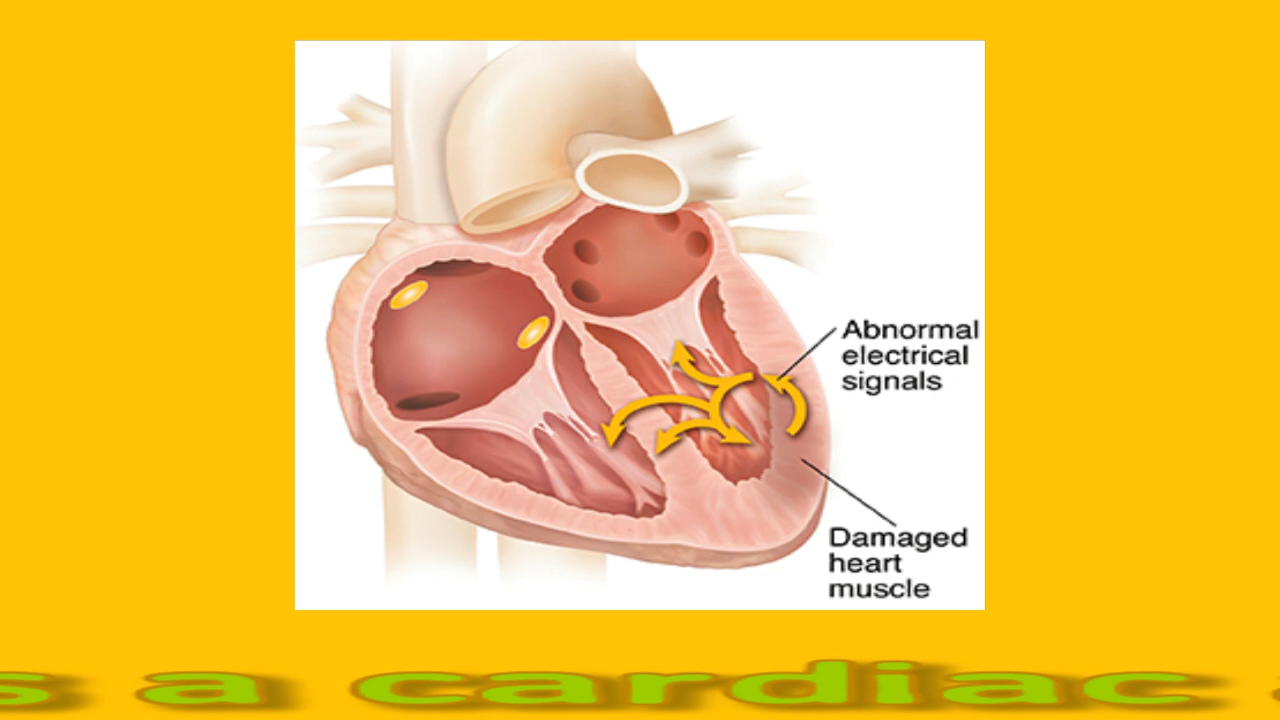 Abnormal
electrical
signals
Damaged
heart
muscle
a cardiac